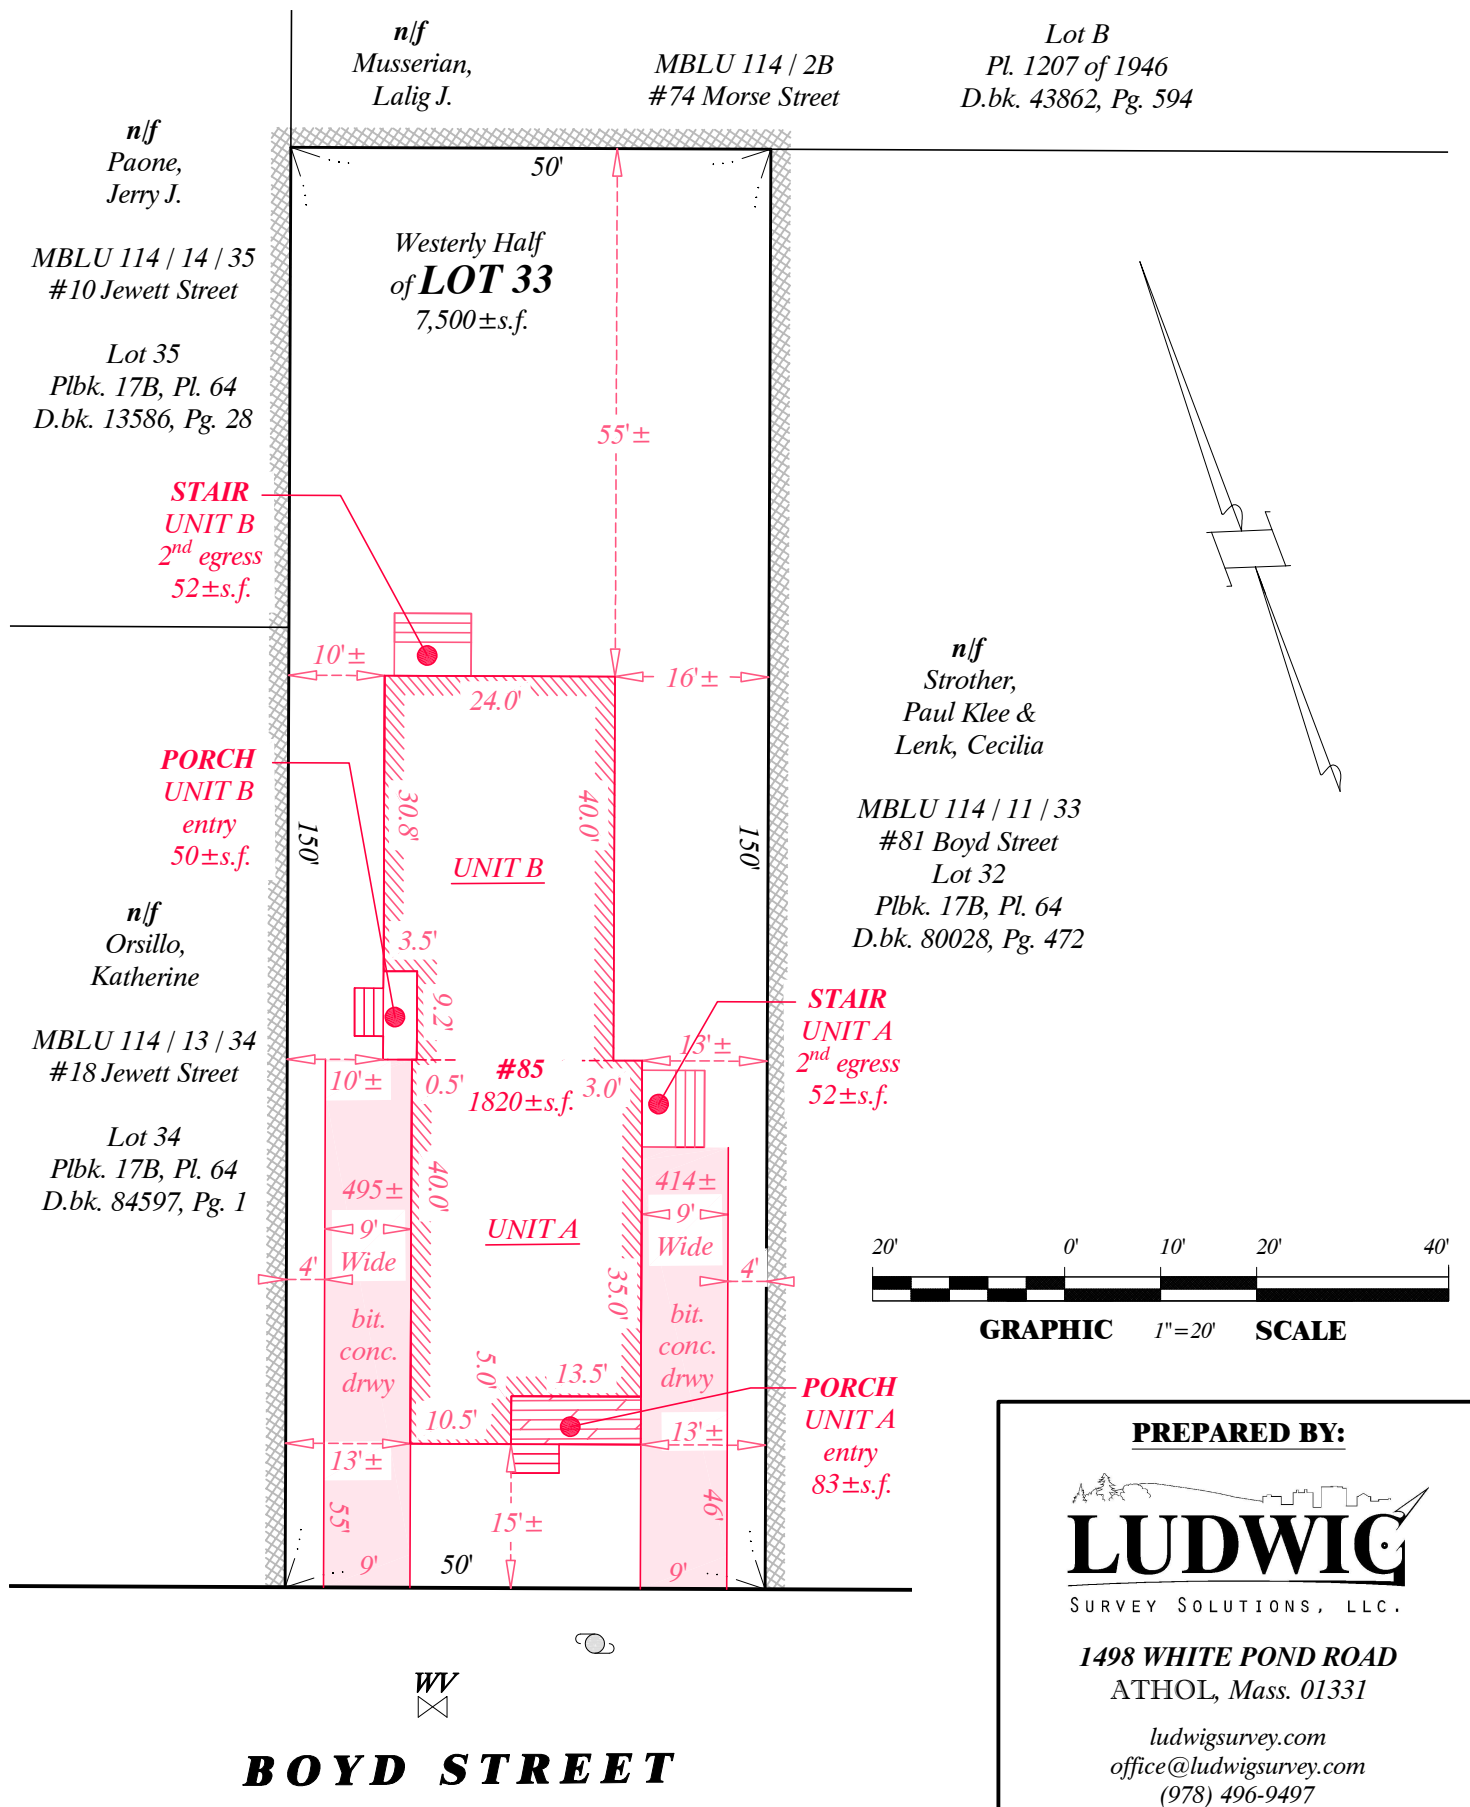 n/f
Musserian,
Lalig J.
MBLU 114 / 2B
#74 Morse Street
Lot B
Pl. 1207 of 1946
D.bk. 43862, Pg. 594
n/f
Paone,
Jerry J.
MBLU 114 / 14 / 35
#10 Jewett Street
Lot 35
Plbk. 17B, Pl. 64
D.bk. 13586, Pg. 28
50'
Westerly Half
of LOT 33
7,500±s.f.
55'±
STAIR
UNIT B
2nd egress
52±s.f.
10'±
16'±
24.0'
PORCH
UNIT B
entry
50±s.f.
150'
30.8'
40.0'
150'
UNIT B
3.5'
9.2'
n/f
Strother,
Paul Klee &
Lenk, Cecilia
MBLU 114 / 11 / 33
#81 Boyd Street
Lot 32
Plbk. 17B, Pl. 64
D.bk. 80028, Pg. 472
n/f
Orsillo,
Katherine
MBLU 114 / 13 / 34
#18 Jewett Street
Lot 34
Plbk. 17B, Pl. 64
D.bk. 84597, Pg. 1
STAIR
UNIT A
2nd egress
52±s.f.
13'±
10'±
0.5'
#85
1820±s.f.
3.0'
495±
9'
Wide
4'
bit.
conc.
drwy
40.0'
UNIT A
35.0'
414±
9'
Wide
4'
bit.
conc.
drwy
5.0'
13.5'
10.5'
13'±
13'±
PORCH
UNIT A
entry
83±s.f.
55'
15'±
46'
9'
50'
9'
20' 0' 10' 20' 40'
GRAPHIC 1"=20' SCALE
WV
BOYD STREET
PREPARED BY:
LUDWIG
SURVEY SOLUTIONS, LLC.
1498 WHITE POND ROAD
ATHOL, Mass. 01331
ludwigsurvey.com
office@ludwigsurvey.com
(978) 496-9497